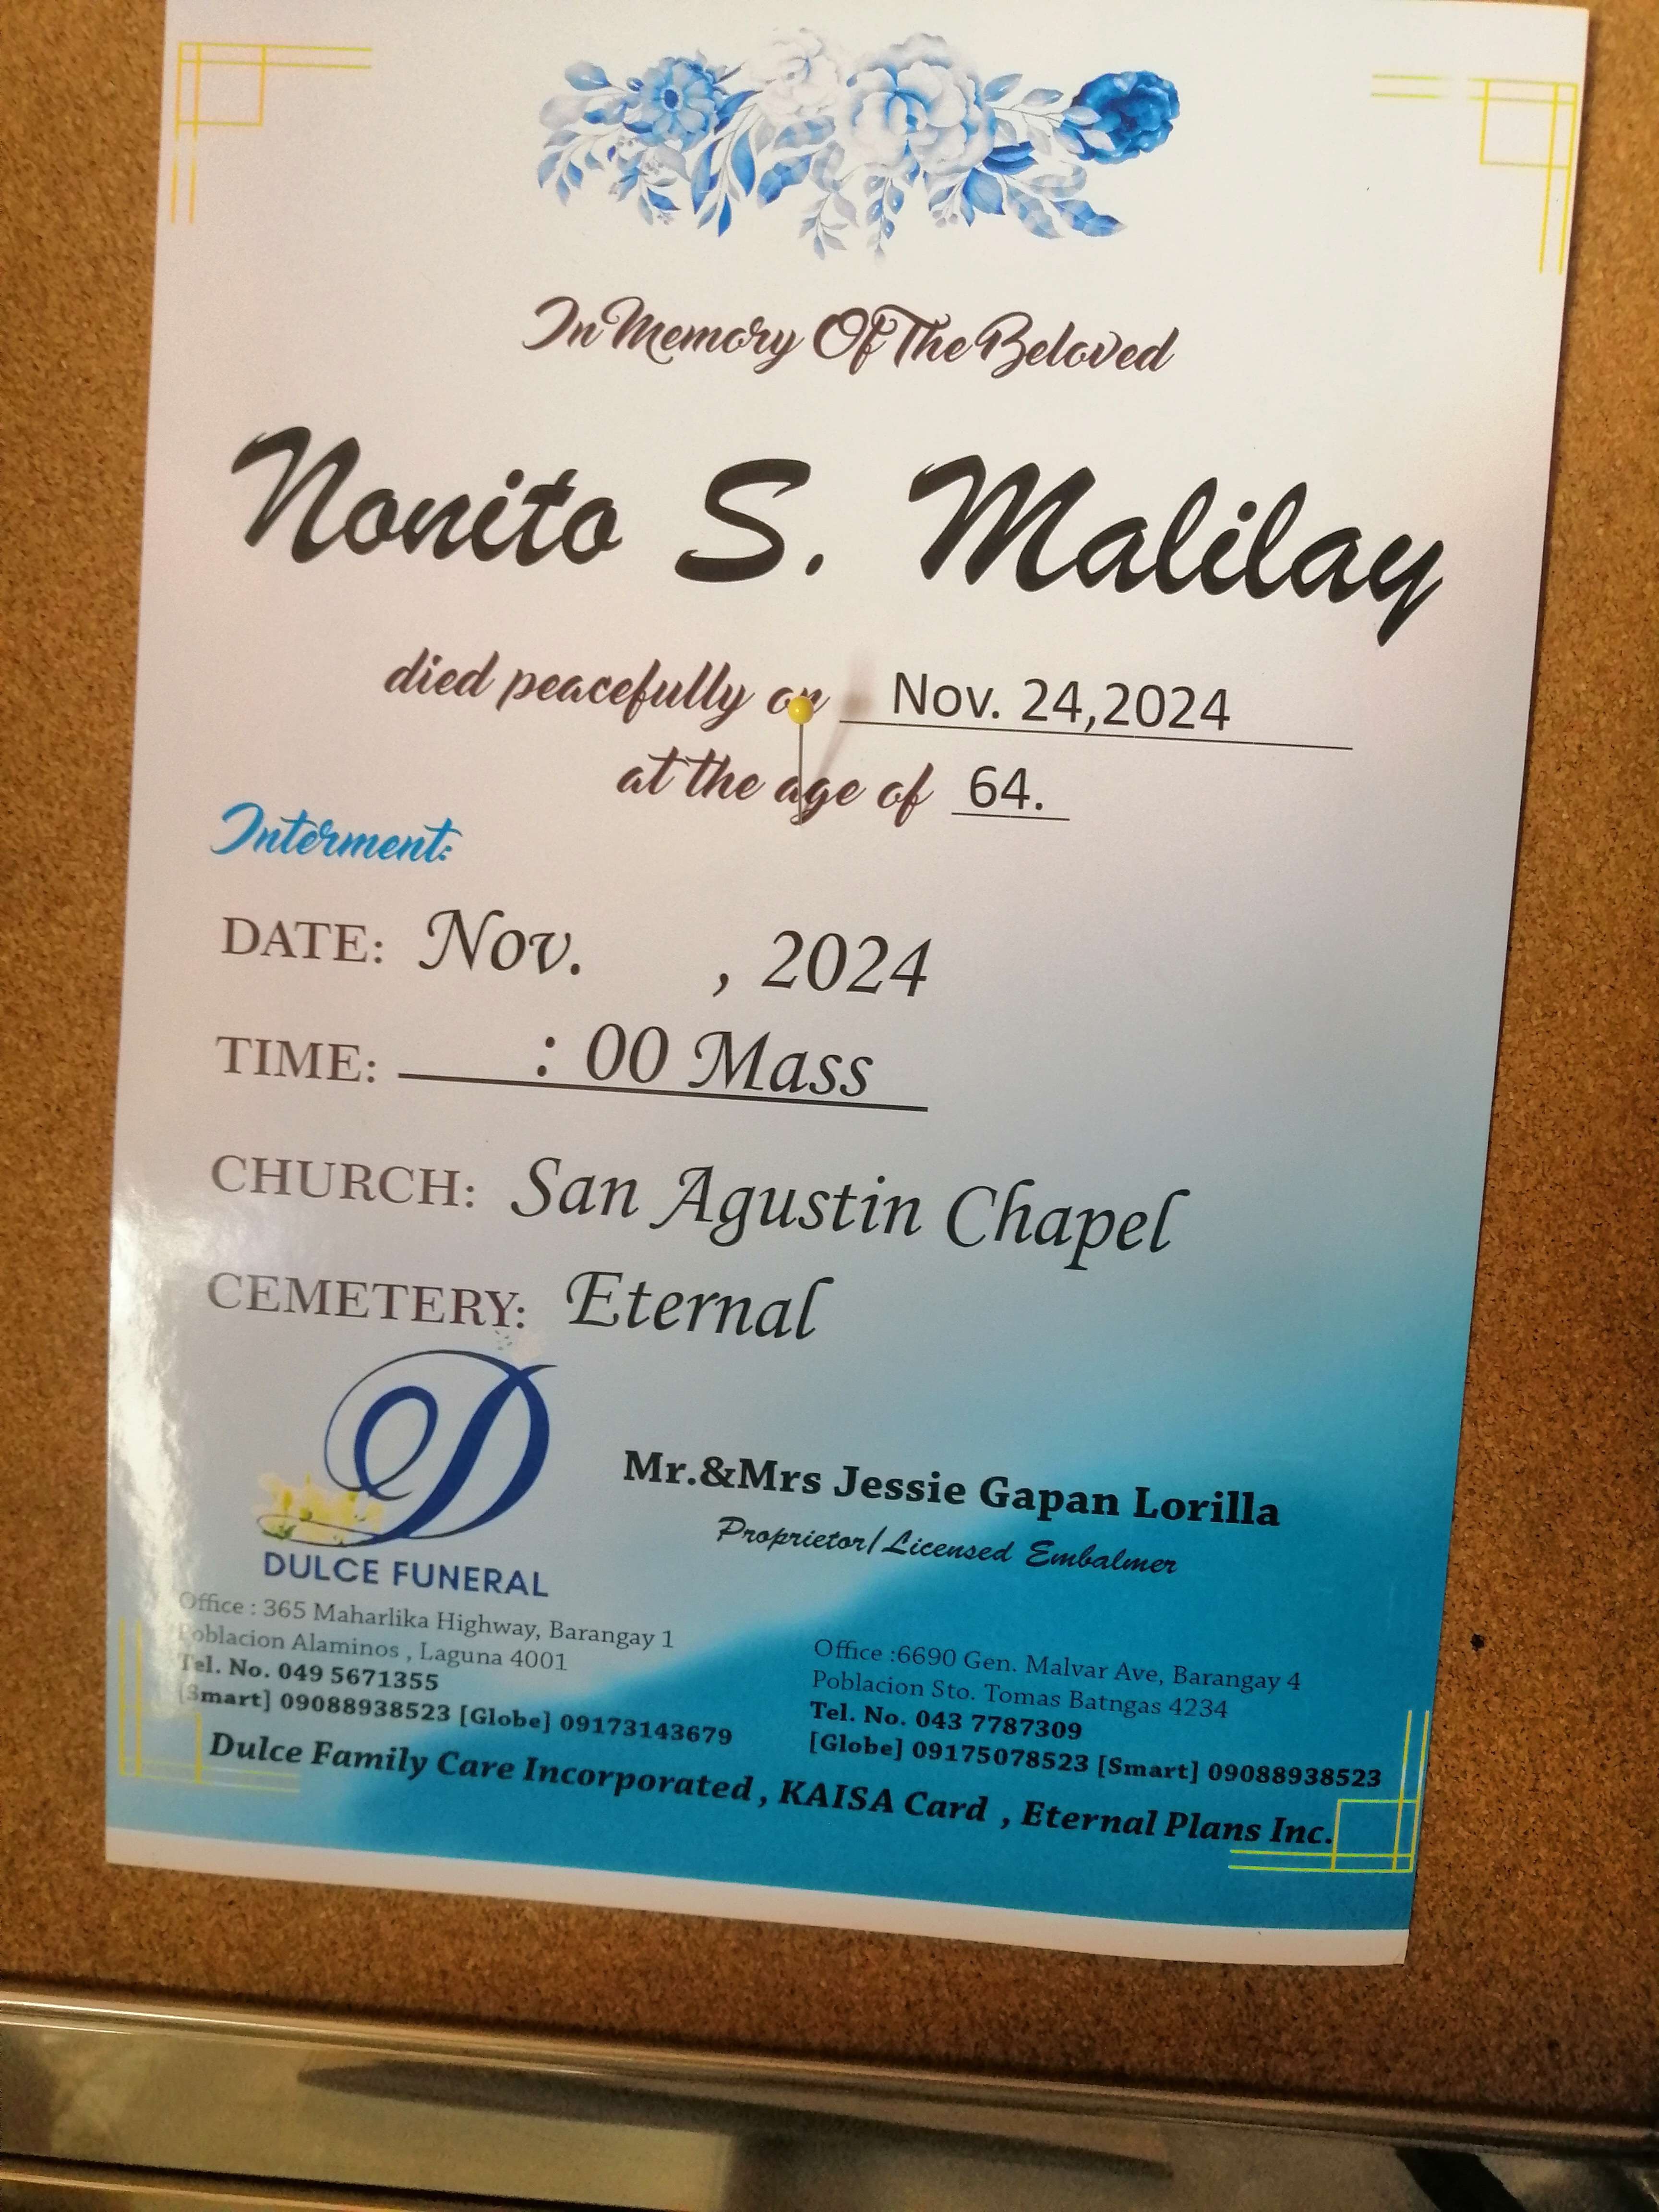 In Memory Of The Beloved
Nonito S. Malilay
died peacefully on Nov. 24,2024
at the age of 64.
Interment:
DATE: Nov. , 2024
TIME: : 00 Mass
CHURCH: San Agustin Chapel
CEMETERY: Eternal
D
DULCE FUNERAL
Mr.&Mrs Jessie Gapan Lorilla
Proprietor/Licensed Embalmer
Office : 365 Maharlika Highway, Barangay 1
Poblacion Alaminos , Laguna 4001
Tel. No. 049 5671355
[Smart] 09088938523 [Globe] 09173143679
Office :6690 Gen. Malvar Ave, Barangay 4
Poblacion Sto. Tomas Batngas 4234
Tel. No. 043 7787309
[Globe] 09175078523 [Smart] 09088938523
Dulce Family Care Incorporated , KAISA Card , Eternal Plans Inc.